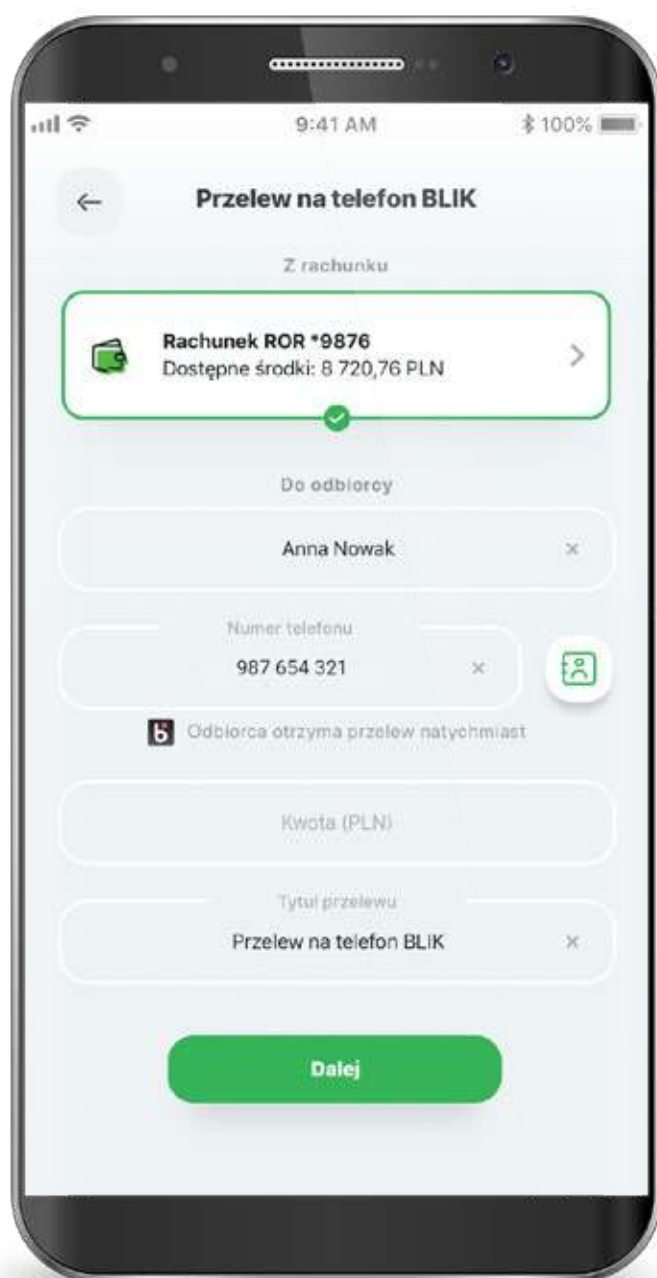 9:41 AM
100%
Przelew na telefon BLIK
Z rachunku
Rachunek ROR *9876
Dostępne środki: 8 720,76 PLN
Do odbiorcy
Anna Nowak
Numer telefonu
987 654 321
Odbiorca otrzyma przelew natychmiast
Kwota (PLN)
Tytuł przelewu
Przelew na telefon BLIK
Dalej